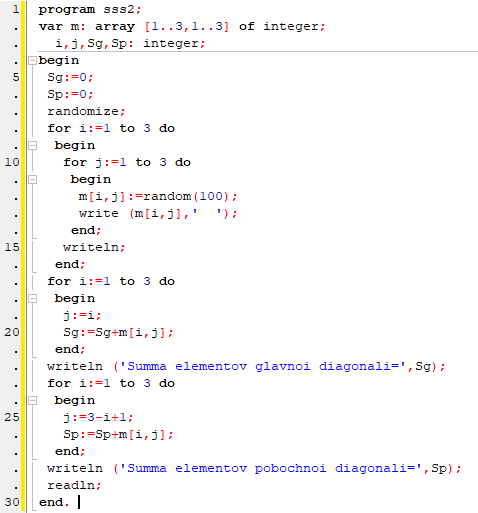 1 program sss2;
. var m: array [1..3,1..3] of integer;
. i,j,Sg,Sp: integer;
. begin
5 Sg:=0;
. Sp:=0;
. randomize;
. for i:=1 to 3 do
. begin
10 for j:=1 to 3 do
. begin
. m[i,j]:=random(100);
. write (m[i,j],'  ');
. end;
15 writeln;
. end;
. for i:=1 to 3 do
. begin
. j:=i;
20 Sg:=Sg+m[i,j];
. end;
. writeln ('Summa elementov glavnoi diagonali=',Sg);
. for i:=1 to 3 do
. begin
25 j:=3-i+1;
. Sp:=Sp+m[i,j];
. end;
. writeln ('Summa elementov pobochnoi diagonali=',Sp);
. readln;
30 end.